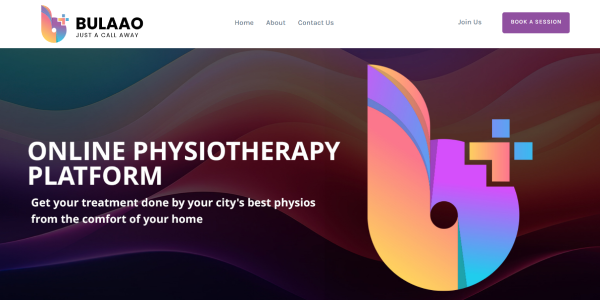 BULAAO
JUST A CALL AWAY
Home About Contact Us
Join Us
BOOK A SESSION
ONLINE PHYSIOTHERAPY
PLATFORM
Get your treatment done by your city's best physios
from the comfort of your home